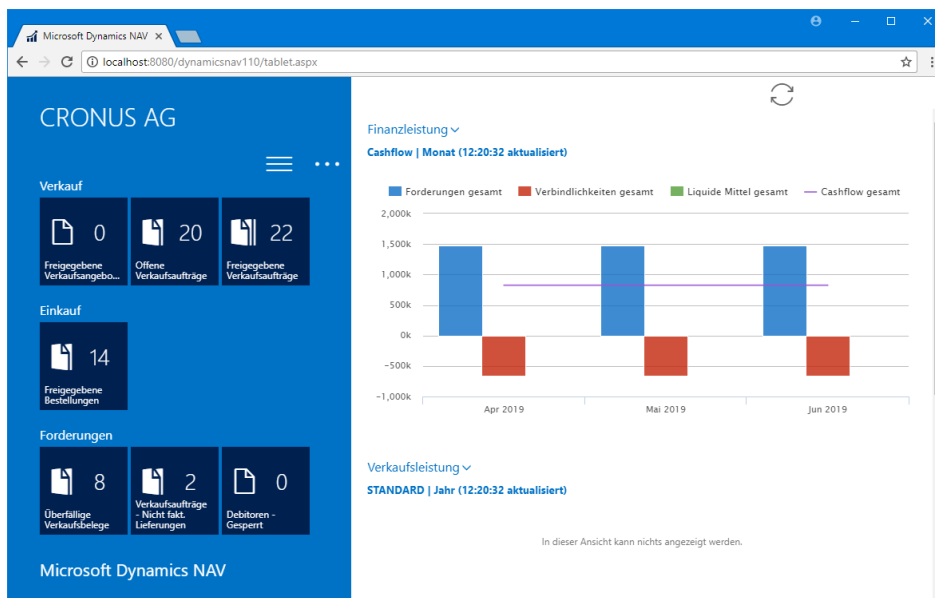 Microsoft Dynamics NAV
localhost:8080/dynamicsnav110/tablet.aspx
CRONUS AG
Verkauf
0
Freigegebene
Verkaufsangebo...
20
Offene
Verkaufsaufträge
22
Freigegebene
Verkaufsaufträge
Einkauf
14
Freigegebene
Bestellungen
Forderungen
8
Überfällige
Verkaufsbelege
2
Verkaufsaufträge
- Nicht fakt.
Lieferungen
0
Debitoren -
Gesperrt
Microsoft Dynamics NAV
Finanzleistung
Cashflow | Monat (12:20:32 aktualisiert)
Forderungen gesamt Verbindlichkeiten gesamt Liquide Mittel gesamt Cashflow gesamt
2,000k
1,500k
1,000k
500k
0k
-500k
-1,000k
Apr 2019 Mai 2019 Jun 2019
Verkaufsleistung
STANDARD | Jahr (12:20:32 aktualisiert)
In dieser Ansicht kann nichts angezeigt werden.